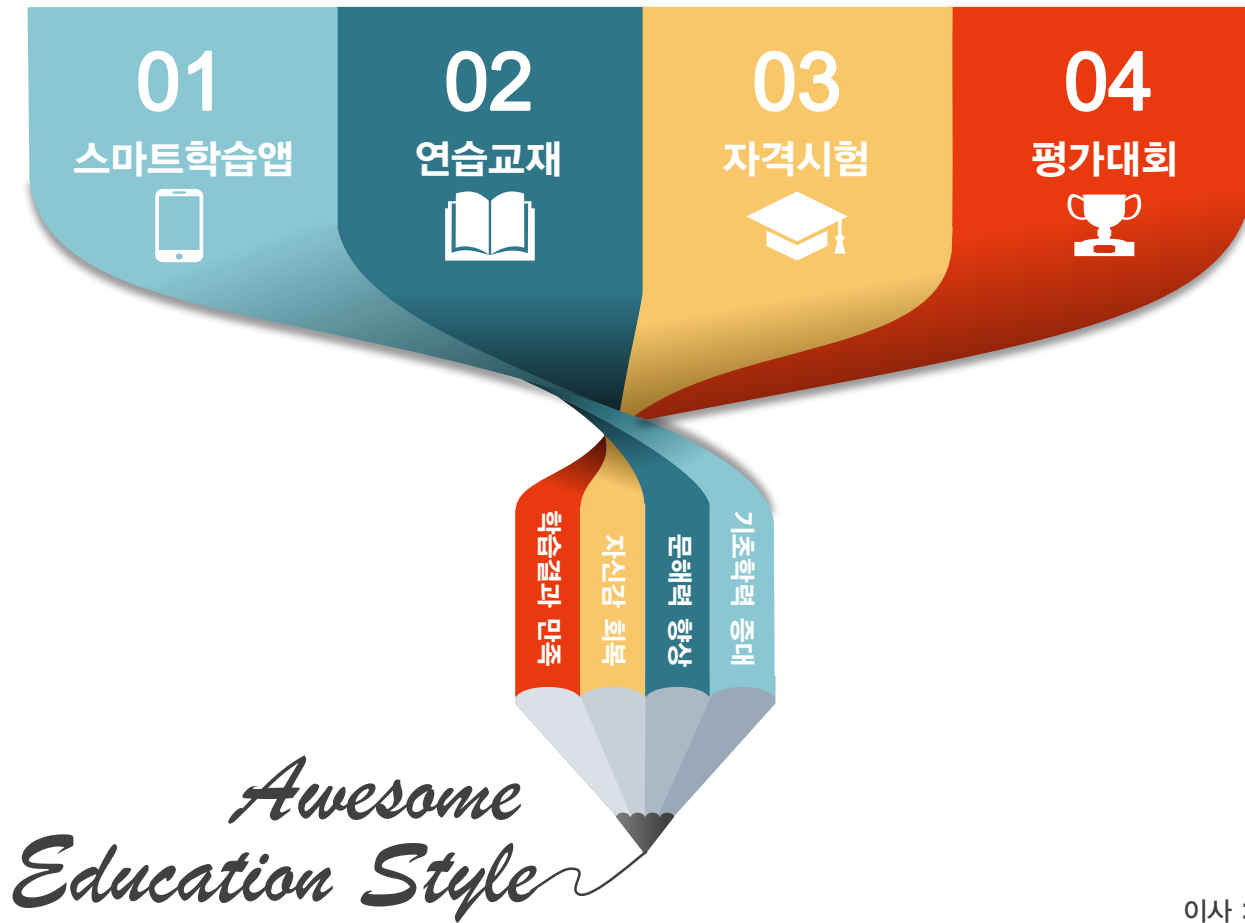 01
스마트학습앱
02
연습교재
03
자격시험
04
평가대회
학습결과 만족
자신감 회복
문해력 향상
기초학력 증대
Awesome
Education Style
이사